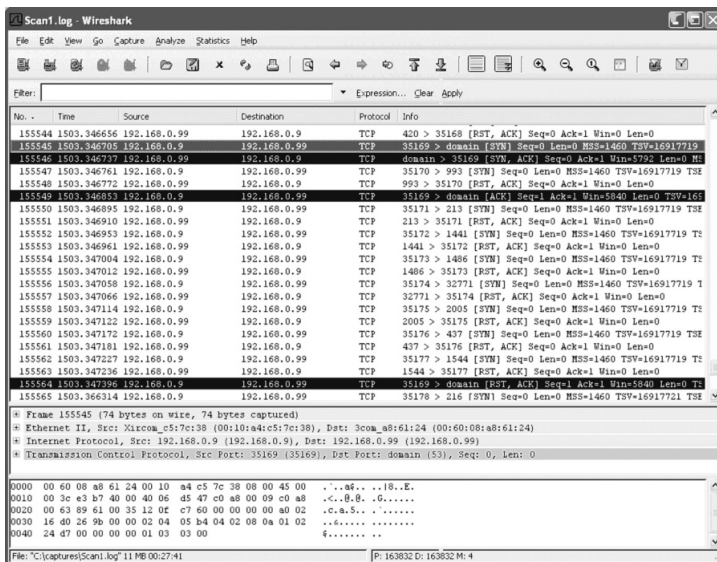 Scan1.log - Wireshark
File Edit View Go Capture Analyze Statistics Help
Filter: Expression... Clear Apply
No. . Time Source Destination Protocol Info
155544 1503.346656 192.168.0.99 192.168.0.9 TCP 420 > 35168 [RST, ACK] Seq=0 Ack=1 Win=0 Len=0
155545 1503.346705 192.168.0.9 192.168.0.99 TCP 35169 > domain [SYN] Seq=0 Len=0 MSS=1460 TSV=16917719
155546 1503.346737 192.168.0.99 192.168.0.9 TCP domain > 35169 [SYN, ACK] Seq=0 Ack=1 Win=5792 Len=0 MS
155547 1503.346761 192.168.0.9 192.168.0.99 TCP 35170 > 993 [SYN] Seq=0 Len=0 MSS=1460 TSV=16917719 TSE
155548 1503.346772 192.168.0.99 192.168.0.9 TCP 993 > 35170 [RST, ACK] Seq=0 Ack=1 Win=0 Len=0
155549 1503.346853 192.168.0.9 192.168.0.99 TCP 35169 > domain [ACK] Seq=1 Ack=1 Win=5840 Len=0 TSV=169
155550 1503.346895 192.168.0.9 192.168.0.99 TCP 35171 > 213 [SYN] Seq=0 Len=0 MSS=1460 TSV=16917719 TSE
155551 1503.346910 192.168.0.99 192.168.0.9 TCP 213 > 35171 [RST, ACK] Seq=0 Ack=1 Win=0 Len=0
155552 1503.346953 192.168.0.9 192.168.0.99 TCP 35172 > 1441 [SYN] Seq=0 Len=0 MSS=1460 TSV=16917719 TS
155553 1503.346961 192.168.0.99 192.168.0.9 TCP 1441 > 35172 [RST, ACK] Seq=0 Ack=1 Win=0 Len=0
155554 1503.347004 192.168.0.9 192.168.0.99 TCP 35173 > 1486 [SYN] Seq=0 Len=0 MSS=1460 TSV=16917719 TS
155555 1503.347012 192.168.0.99 192.168.0.9 TCP 1486 > 35173 [RST, ACK] Seq=0 Ack=1 Win=0 Len=0
155556 1503.347058 192.168.0.9 192.168.0.99 TCP 35174 > 32771 [SYN] Seq=0 Len=0 MSS=1460 TSV=16917719 T
155557 1503.347066 192.168.0.99 192.168.0.9 TCP 32771 > 35174 [RST, ACK] Seq=0 Ack=1 Win=0 Len=0
155558 1503.347114 192.168.0.9 192.168.0.99 TCP 35175 > 2005 [SYN] Seq=0 Len=0 MSS=1460 TSV=16917719 TS
155559 1503.347122 192.168.0.99 192.168.0.9 TCP 2005 > 35175 [RST, ACK] Seq=0 Ack=1 Win=0 Len=0
155560 1503.347172 192.168.0.9 192.168.0.99 TCP 35176 > 437 [SYN] Seq=0 Len=0 MSS=1460 TSV=16917719 TSE
155561 1503.347181 192.168.0.99 192.168.0.9 TCP 437 > 35176 [RST, ACK] Seq=0 Ack=1 Win=0 Len=0
155562 1503.347227 192.168.0.9 192.168.0.99 TCP 35177 > 1544 [SYN] Seq=0 Len=0 MSS=1460 TSV=16917719 TS
155563 1503.347236 192.168.0.99 192.168.0.9 TCP 1544 > 35177 [RST, ACK] Seq=0 Ack=1 Win=0 Len=0
155564 1503.347396 192.168.0.9 192.168.0.99 TCP 35169 > domain [RST, ACK] Seq=1 Ack=1 Win=5840 Len=0 TS
155565 1503.366314 192.168.0.9 192.168.0.99 TCP 35178 > 216 [SYN] Seq=0 Len=0 MSS=1460 TSV=16917721 TSE
Frame 155545 (74 bytes on wire, 74 bytes captured)
Ethernet II, Src: Xircom_c5:7c:38 (00:10:a4:c5:7c:38), Dst: 3com_a8:61:24 (00:60:08:a8:61:24)
Internet Protocol, Src: 192.168.0.9 (192.168.0.9), Dst: 192.168.0.99 (192.168.0.99)
Transmission Control Protocol, Src Port: 35169 (35169), Dst Port: domain (53), Seq: 0, Len: 0
0000 00 60 08 a8 61 24 00 10 a4 c5 7c 38 08 00 45 00 .`..a$.. ..|8..E.
0010 00 3c e3 b7 40 00 40 06 d5 47 c0 a8 00 09 c0 a8 .<..@.@. .G......
0020 00 63 89 61 00 35 12 0f c7 60 00 00 00 00 a0 02 .c.a.5.. .`......
0030 16 d0 26 9b 00 00 02 04 05 b4 04 02 08 0a 01 02 ..&..... ........
0040 24 d7 00 00 00 00 01 03 03 00 $....... ..
File: "C:\captures\Scan1.log" 11 MB 00:27:41 P: 163832 D: 163832 M: 4